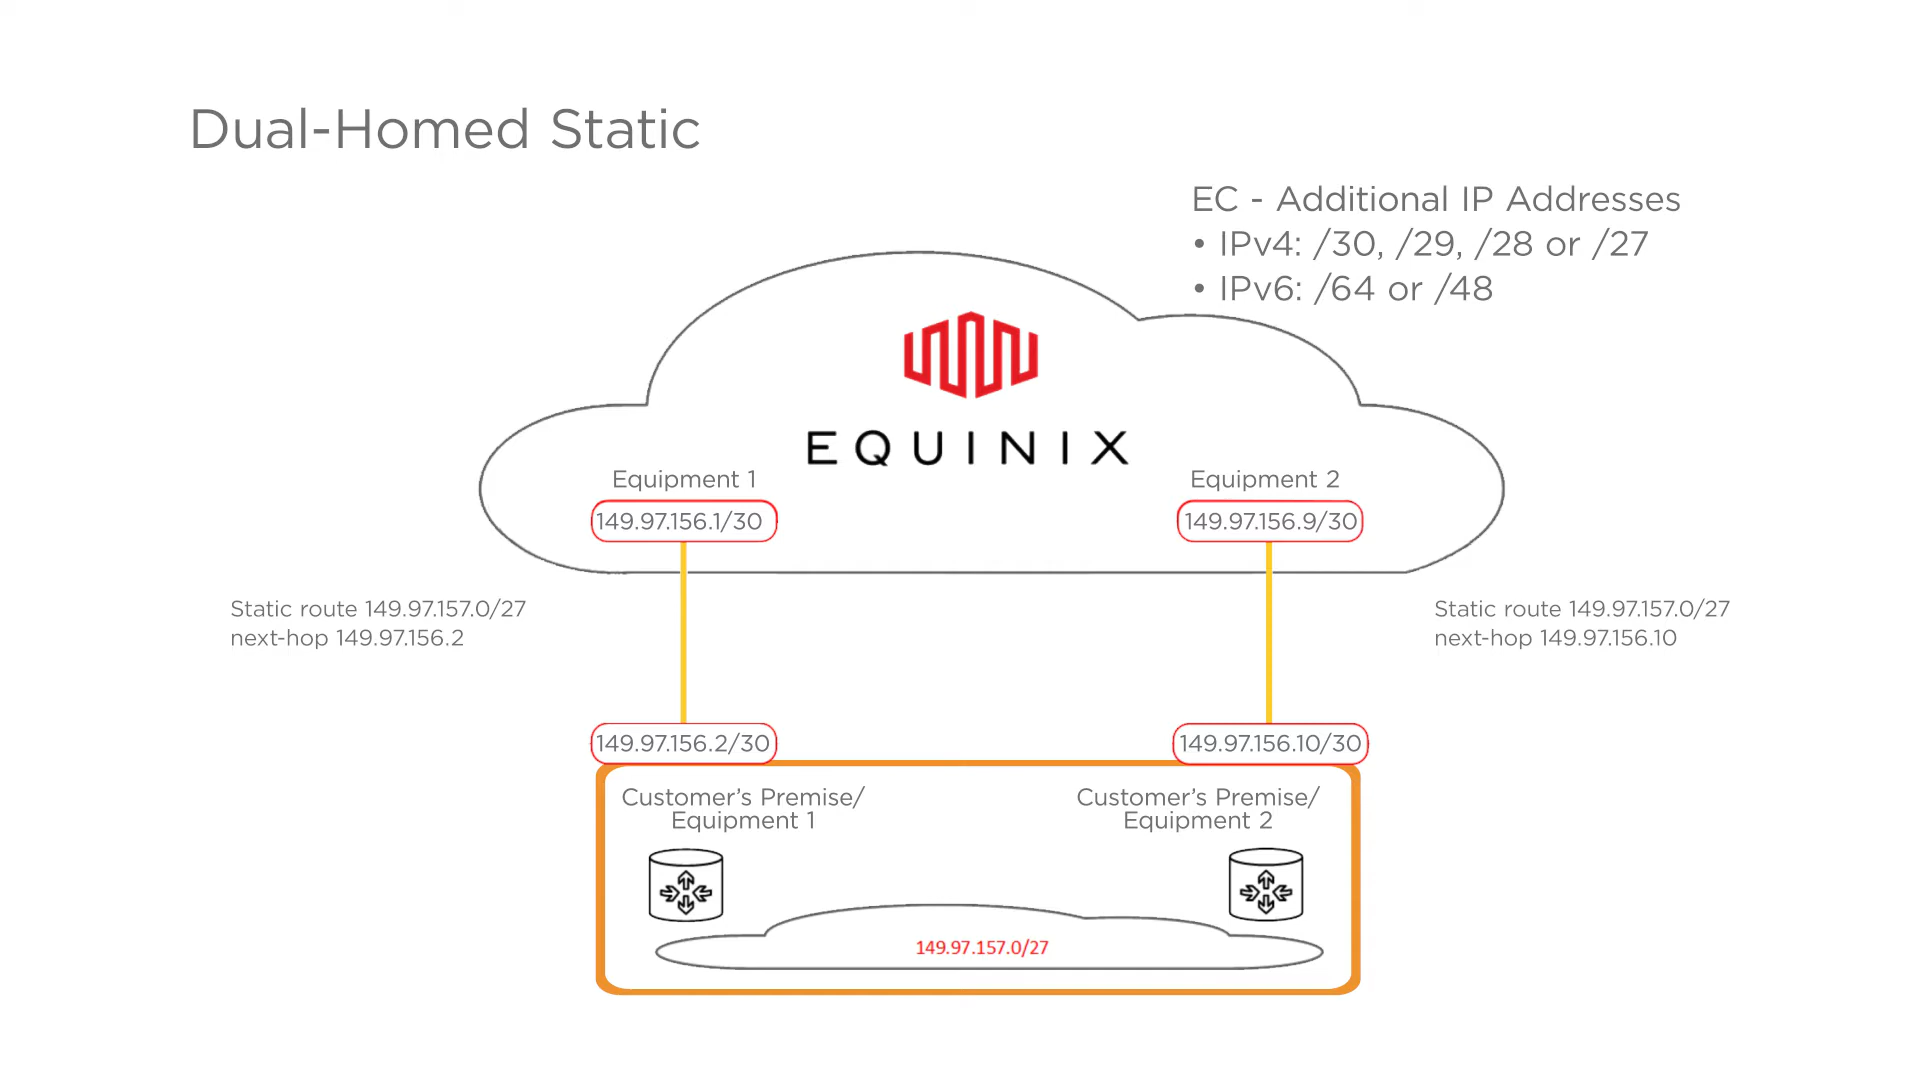 Dual-Homed Static
EC - Additional IP Addresses
• IPv4: /30, /29, /28 or /27
• IPv6: /64 or /48
EQUINIX
Equipment 1
149.97.156.1/30
Equipment 2
149.97.156.9/30
Static route 149.97.157.0/27
next-hop 149.97.156.2
Static route 149.97.157.0/27
next-hop 149.97.156.10
149.97.156.2/30
149.97.156.10/30
Customer’s Premise/
Equipment 1
Customer’s Premise/
Equipment 2
149.97.157.0/27